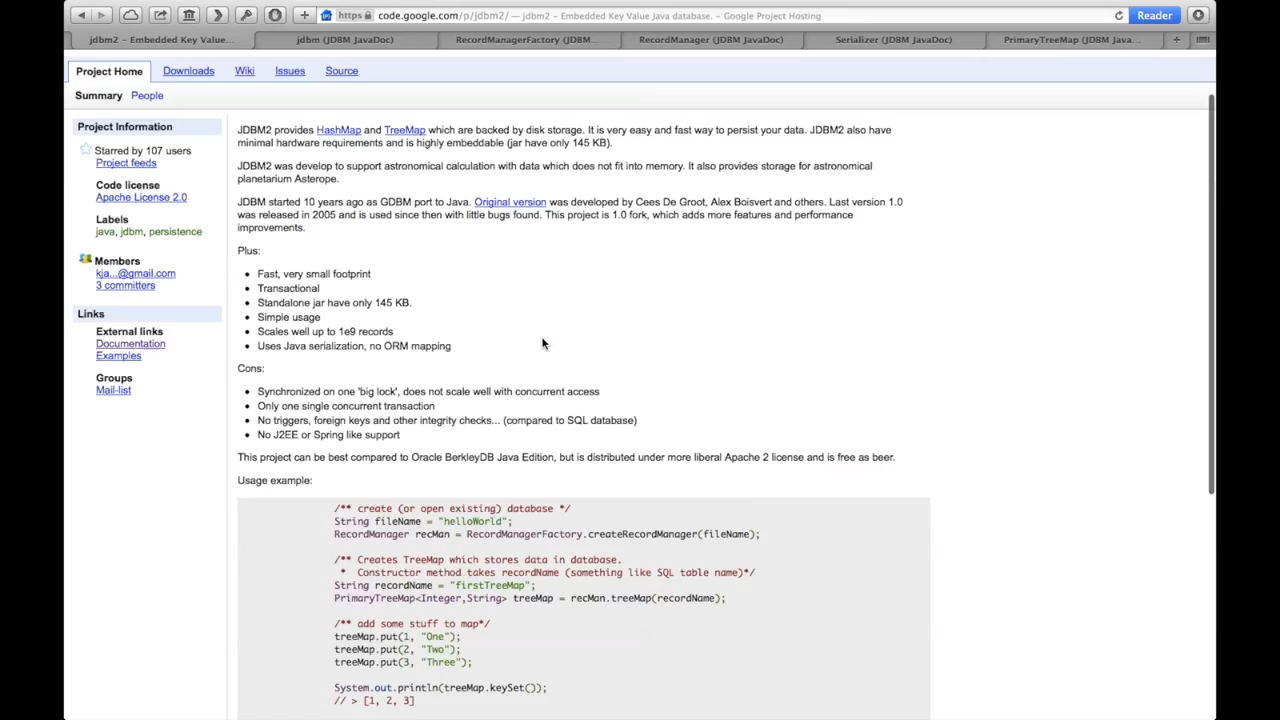 https code.google.com/p/jdbm2/ — jdbm2 – Embedded Key Value Java database. – Google Project Hosting
Reader
jdbm2 – Embedded Key Value...
jdbm (JDBM JavaDoc)
RecordManagerFactory (JDBM...
RecordManager (JDBM JavaDoc)
Serializer (JDBM JavaDoc)
PrimaryTreeMap (JDBM Java...
Project Home Downloads Wiki Issues Source
Summary People
Project Information
Starred by 107 users
Project feeds
Code license
Apache License 2.0
Labels
java, jdbm, persistence
Members
kja...@gmail.com
3 committers
Links
External links
Documentation
Examples
Groups
Mail-list
JDBM2 provides HashMap and TreeMap which are backed by disk storage. It is very easy and fast way to persist your data. JDBM2 also have
minimal hardware requirements and is highly embeddable (jar have only 145 KB).
JDBM2 was develop to support astronomical calculation with data which does not fit into memory. It also provides storage for astronomical
planetarium Asterope.
JDBM started 10 years ago as GDBM port to Java. Original version was developed by Cees De Groot, Alex Boisvert and others. Last version 1.0
was released in 2005 and is used since then with little bugs found. This project is 1.0 fork, which adds more features and performance
improvements.
Plus:
• Fast, very small footprint
• Transactional
• Standalone jar have only 145 KB.
• Simple usage
• Scales well up to 1e9 records
• Uses Java serialization, no ORM mapping
Cons:
• Synchronized on one 'big lock', does not scale well with concurrent access
• Only one single concurrent transaction
• No triggers, foreign keys and other integrity checks... (compared to SQL database)
• No J2EE or Spring like support
This project can be best compared to Oracle BerkleyDB Java Edition, but is distributed under more liberal Apache 2 license and is free as beer.
Usage example:
/** create (or open existing) database */
String fileName = "helloWorld";
RecordManager recMan = RecordManagerFactory.createRecordManager(fileName);
/** Creates TreeMap which stores data in database.
* Constructor method takes recordName (something like SQL table name)*/
String recordName = "firstTreeMap";
PrimaryTreeMap<Integer,String> treeMap = recMan.treeMap(recordName);
/** add some stuff to map*/
treeMap.put(1, "One");
treeMap.put(2, "Two");
treeMap.put(3, "Three");
System.out.println(treeMap.keySet());
// > [1, 2, 3]